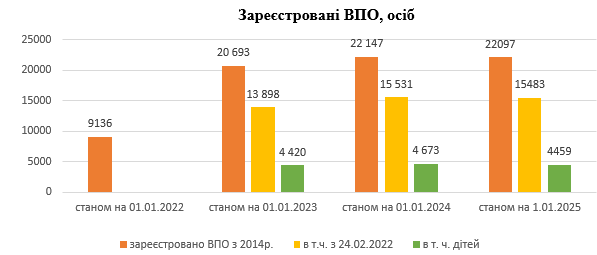 Зареєстровані ВПО, осіб
25000
20000
15000
10000
5000
0
9136
20 693
13 898
4 420
22 147
15 531
4 673
22097
15483
4459
станом на 01.01.2022
станом на 01.01.2023
станом на 01.01.2024
станом на 1.01.2025
зареєстровано ВПО з 2014р.
в т.ч. з 24.02.2022
в т. ч. дітей